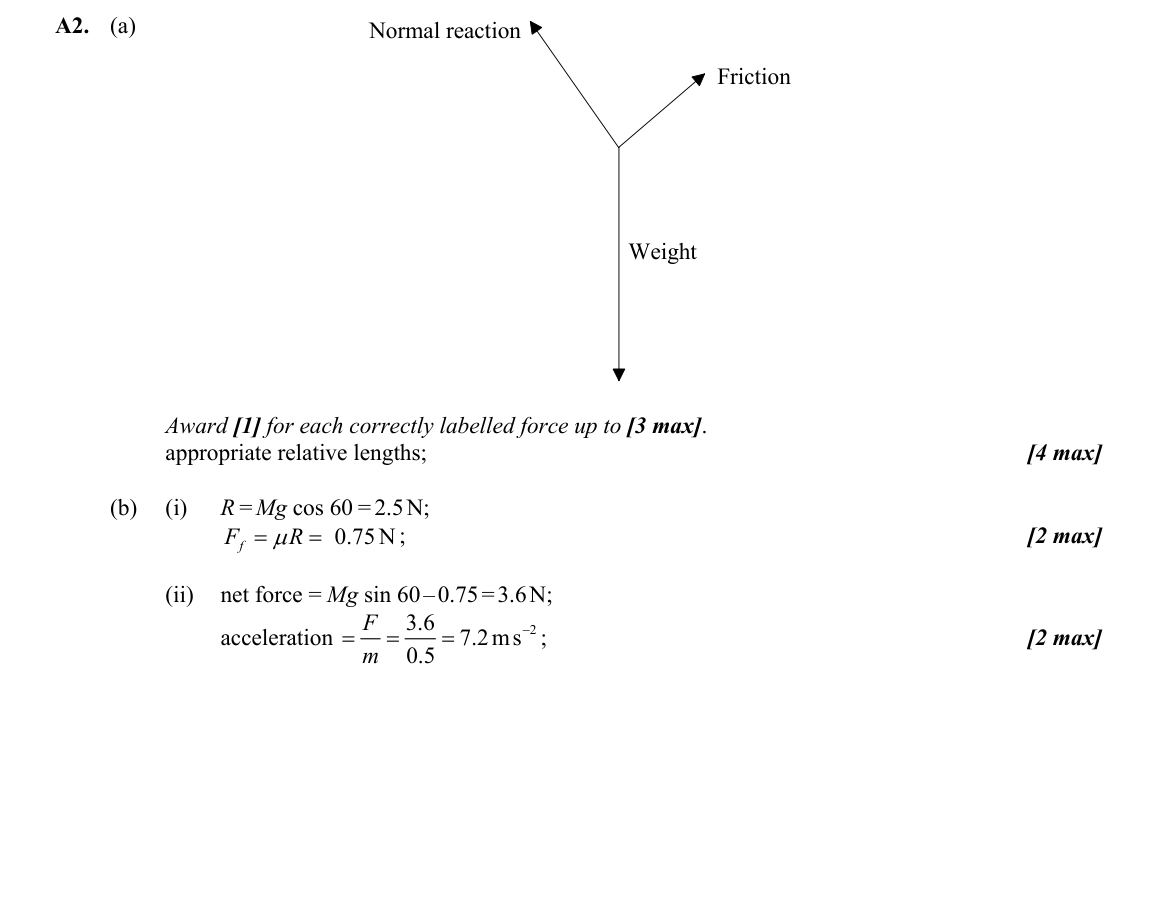 A2. (a)
Normal reaction
Friction
Weight
Award [1] for each correctly labelled force up to [3 max].
appropriate relative lengths; [4 max]
(b) (i) R = Mg cos 60 = 2.5 N;
F_f = μR = 0.75 N; [2 max]
(ii) net force = Mg sin 60 – 0.75 = 3.6 N;
acceleration = F/m = 3.6/0.5 = 7.2 m s⁻²; [2 max]